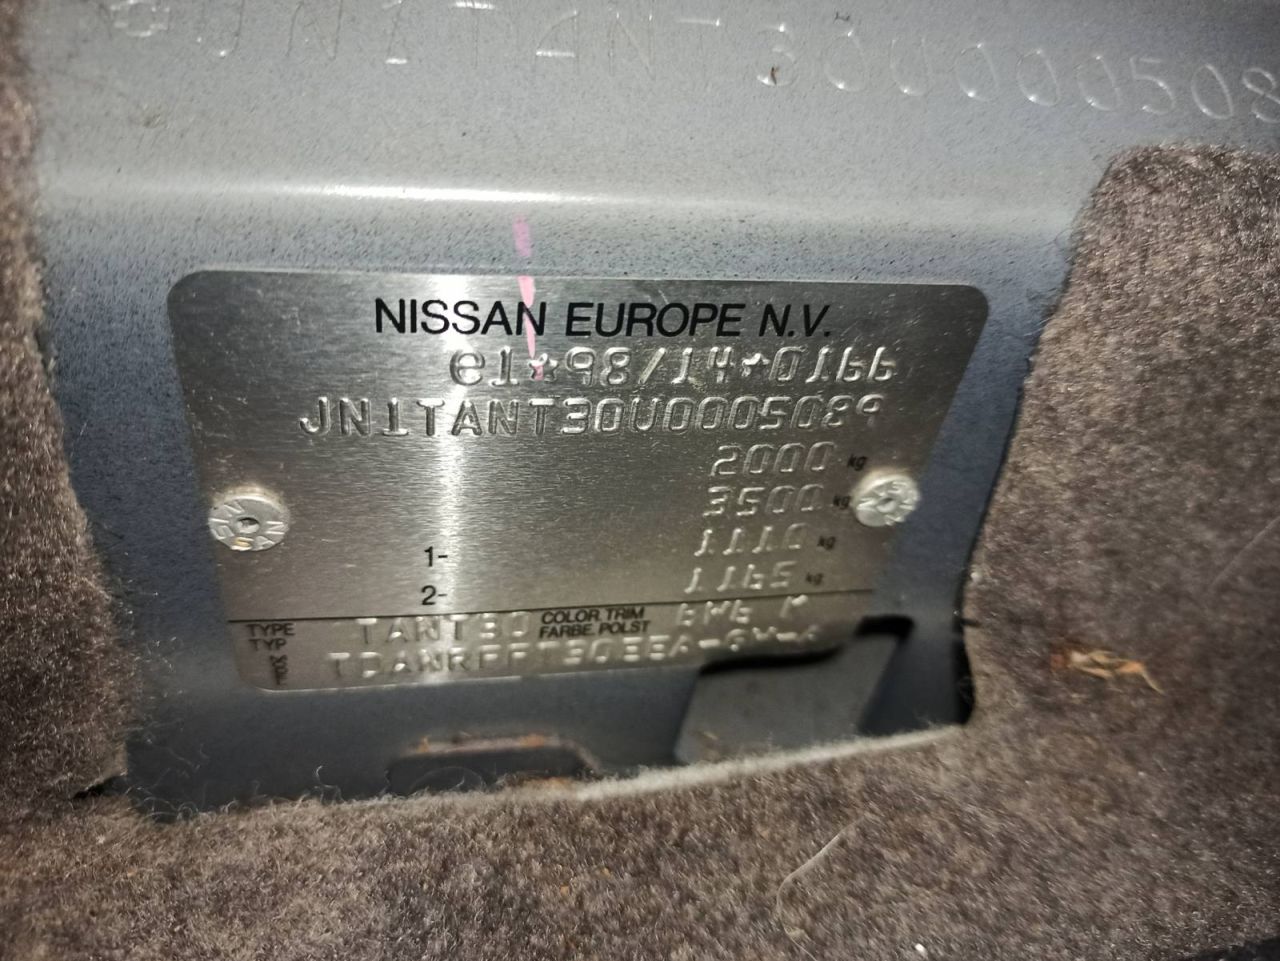 JN1TANT30U000508
NISSAN EUROPE N.V.
e1*98/14*0166
JN1TANT30U0005089
2000 kg
3500 kg
1- 1110 kg
2- 1165 kg
TYPE TYP TANT30 COLOR, TRIM FARBE, POLST K